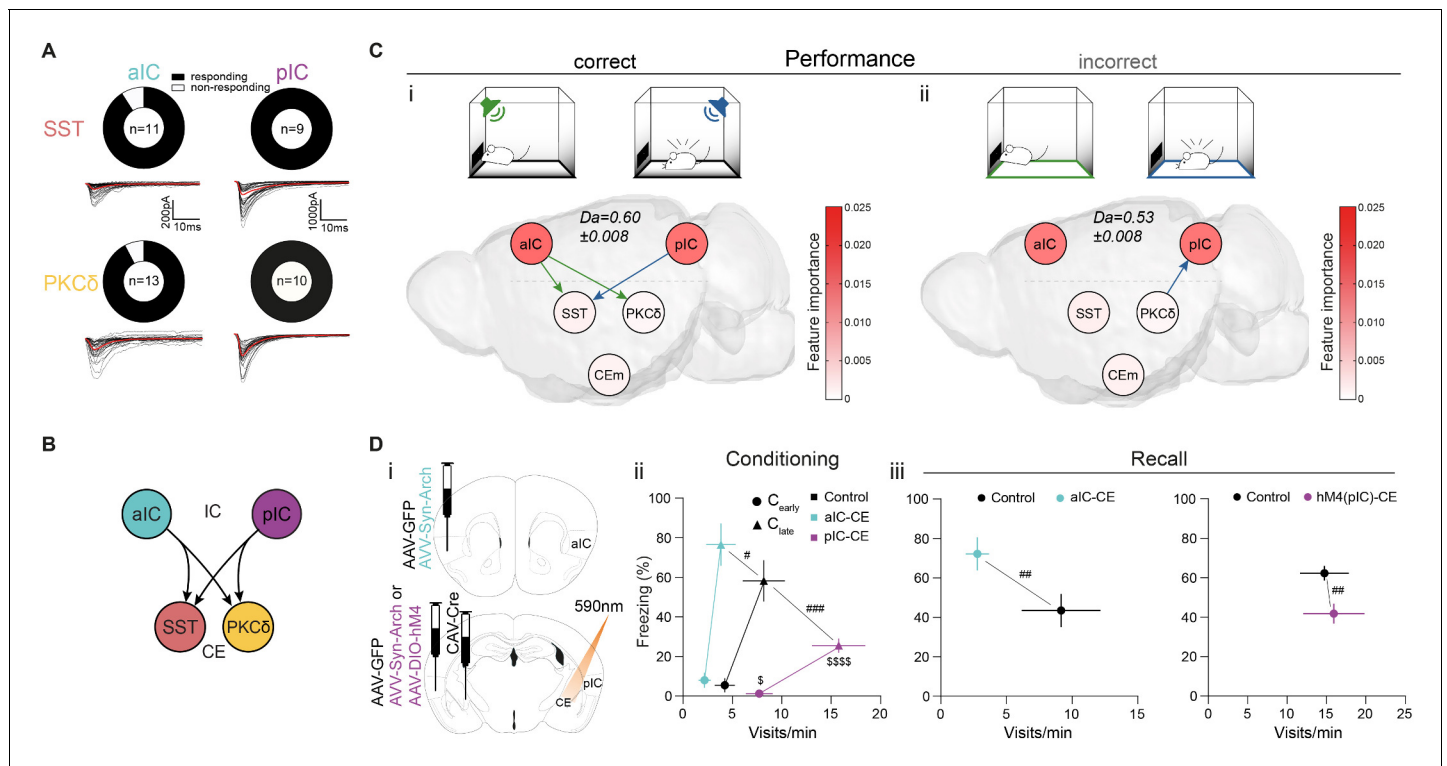 A
aIC
pIC
responding
non-responding
SST
n=11
n=9
200pA
10ms
1000pA
10ms
PKCδ
n=13
n=10
B
aIC
IC
pIC
SST
PKCδ
CE
C
Performance
correct
incorrect
i
Da=0.60
±0.008
aIC
pIC
SST
PKCδ
CEm
Feature importance
0.025
0.020
0.015
0.010
0.005
0
ii
Da=0.53
±0.008
aIC
pIC
SST
PKCδ
CEm
Feature importance
0.025
0.020
0.015
0.010
0.005
0
D
i
AAV-GFP
AVV-Syn-Arch
aIC
AAV-GFP
AVV-Syn-Arch or
AAV-DIO-hM4
CAV-Cre
590nm
pIC
CE
ii
Conditioning
Freezing (%)
100
80
60
40
20
0
Cearly
Clate
Control
aIC-CE
pIC-CE
#
###
$
$$$$
0
5
10
15
20
Visits/min
iii
Recall
100
80
60
40
20
0
Control
aIC-CE
##
0
5
10
15
Visits/min
100
80
60
40
20
0
Control
hM4(pIC)-CE
##
0
5
10
15
20
25
Visits/min